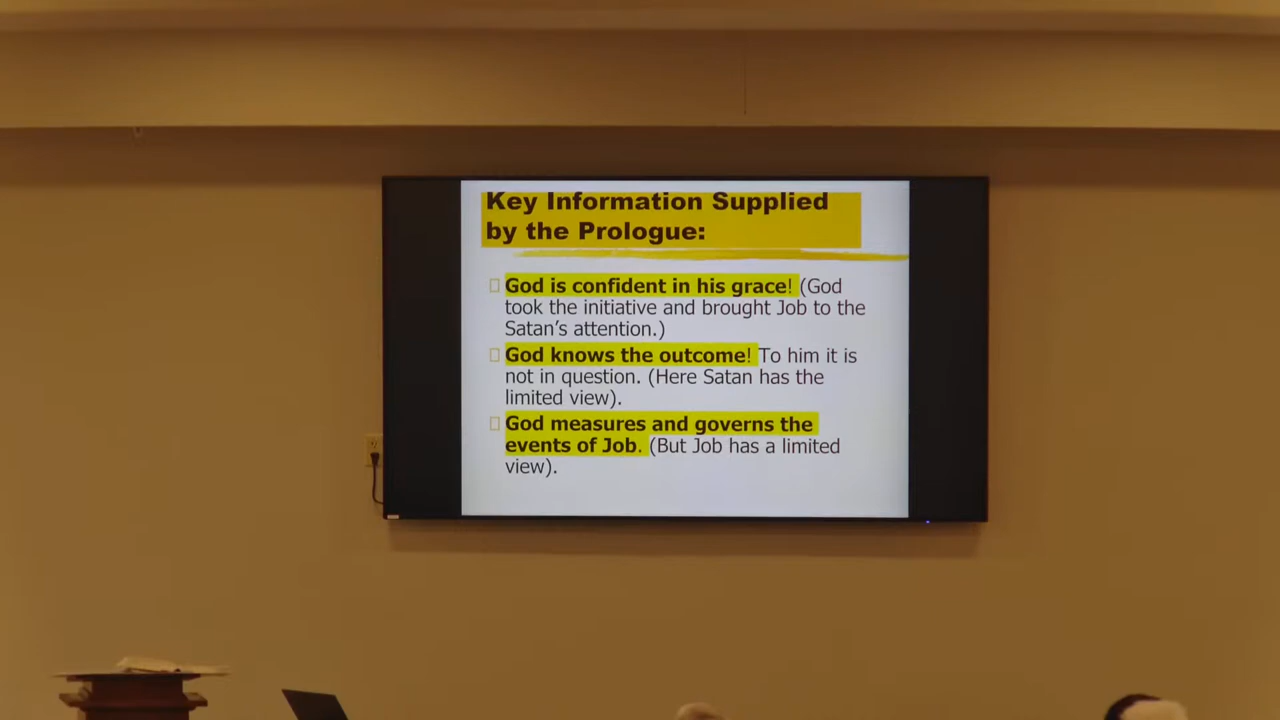 Key Information Supplied
by the Prologue:
God is confident in his grace! (God
took the initiative and brought Job to the
Satan’s attention.)
God knows the outcome! To him it is
not in question. (Here Satan has the
limited view).
God measures and governs the
events of Job. (But Job has a limited
view).